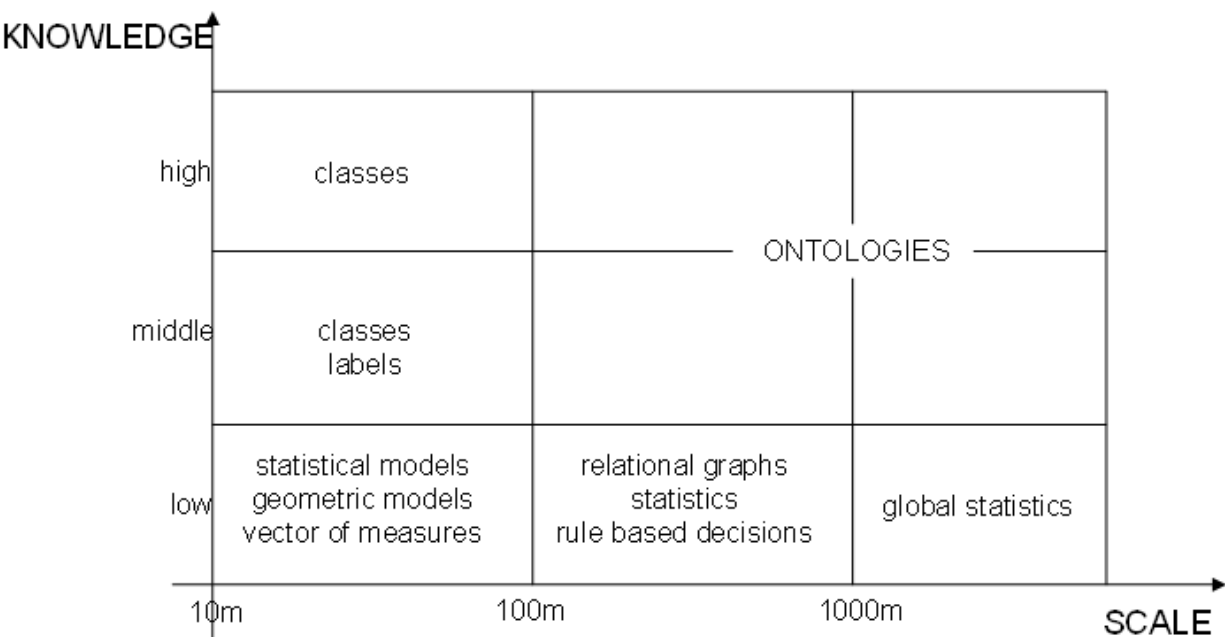 KNOWLEDGE
high
classes
ONTOLOGIES
middle
classes
labels
statistical models
geometric models
vector of measures
low
relational graphs
statistics
rule based decisions
global statistics
10m
100m
1000m
SCALE